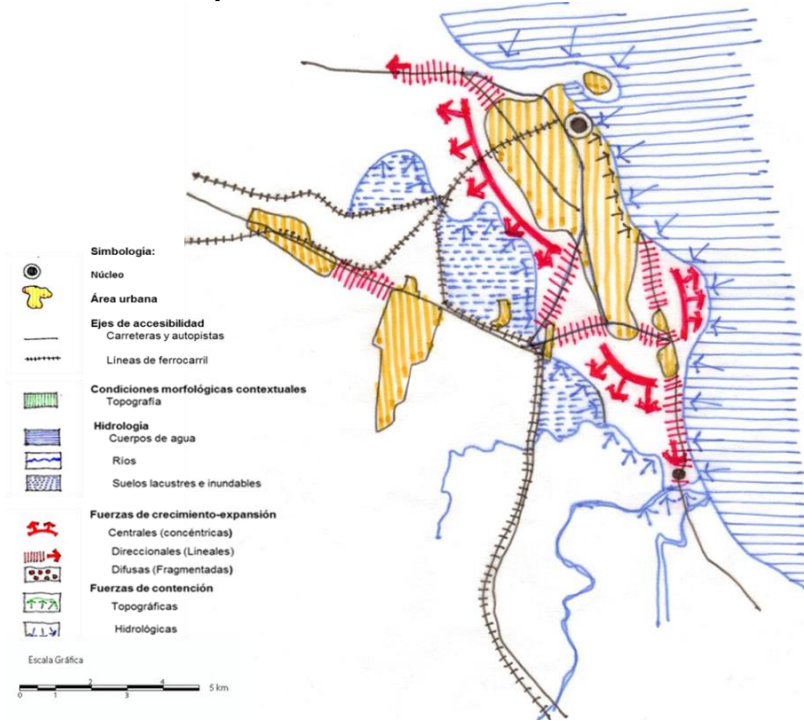 Simbología:
Núcleo
Área urbana
Ejes de accesibilidad
Carreteras y autopistas
Líneas de ferrocarril
Condiciones morfológicas contextuales
Topografía
Hidrología
Cuerpos de agua
Ríos
Suelos lacustres e inundables
Fuerzas de crecimiento-expansión
Centrales (concéntricas)
Direccionales (Lineales)
Difusas (Fragmentadas)
Fuerzas de contención
Topográficas
Hidrológicas
Escala Gráfica
0 1 2 3 4 5 km